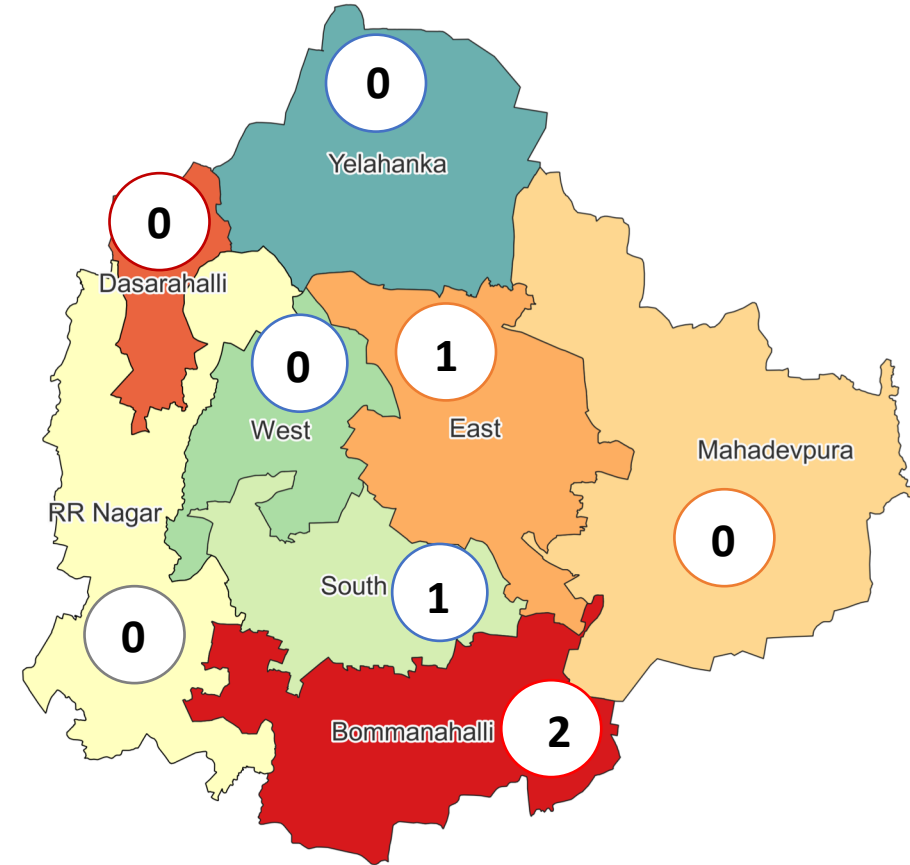 0
Yelahanka
0
Dasarahalli
0
West
1
East
Mahadevpura
0
RR Nagar
0
South
1
Bommanahalli
2